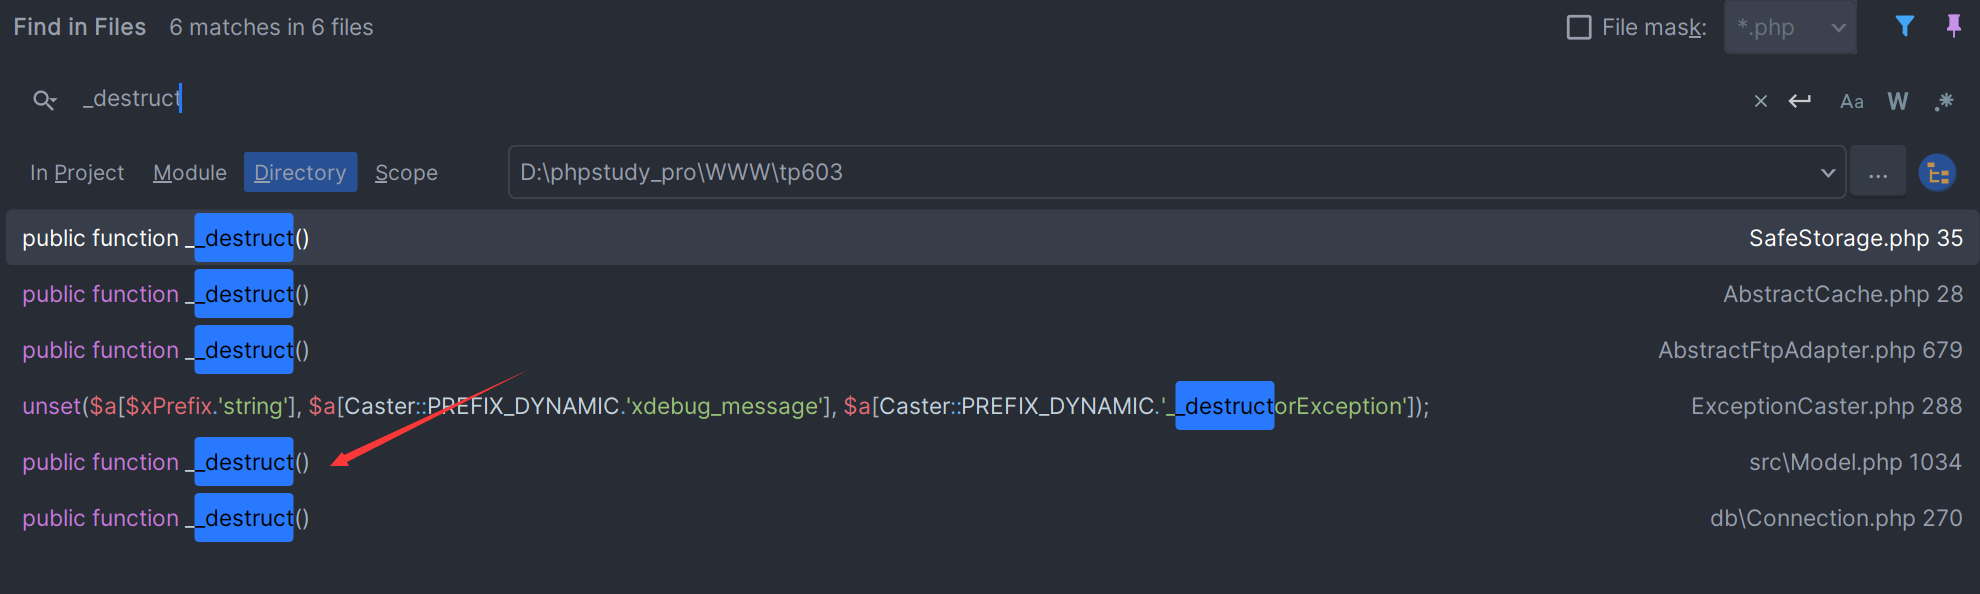 Find in Files 6 matches in 6 files File mask: *.php
_destruct Aa W .*
In Project Module Directory Scope D:\phpstudy_pro\WWW\tp603 ...
public function __destruct() SafeStorage.php 35
public function __destruct() AbstractCache.php 28
public function __destruct() AbstractFtpAdapter.php 679
unset($a[$xPrefix.'string'], $a[Caster::PREFIX_DYNAMIC.'xdebug_message'], $a[Caster::PREFIX_DYNAMIC.'__destructorException']); ExceptionCaster.php 288
public function __destruct() src\Model.php 1034
public function __destruct() db\Connection.php 270